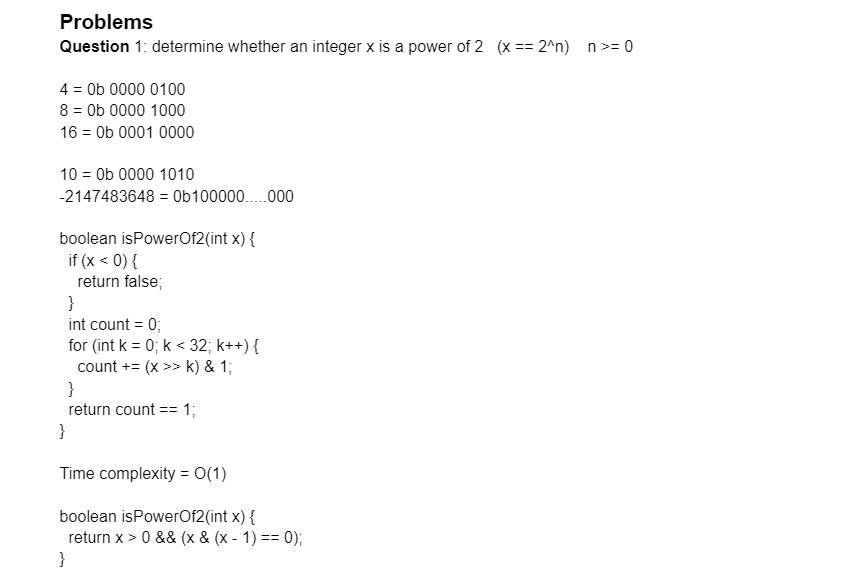 Problems
Question 1: determine whether an integer x is a power of 2   (x == 2^n)    n >= 0
4 = 0b 0000 0100
8 = 0b 0000 1000
16 = 0b 0001 0000
10 = 0b 0000 1010
-2147483648 = 0b100000.....000
boolean isPowerOf2(int x) {
  if (x < 0) {
    return false;
  }
  int count = 0;
  for (int k = 0; k < 32; k++) {
    count += (x >> k) & 1;
  }
  return count == 1;
}
Time complexity = O(1)
boolean isPowerOf2(int x) {
  return x > 0 && (x & (x - 1) == 0);
}